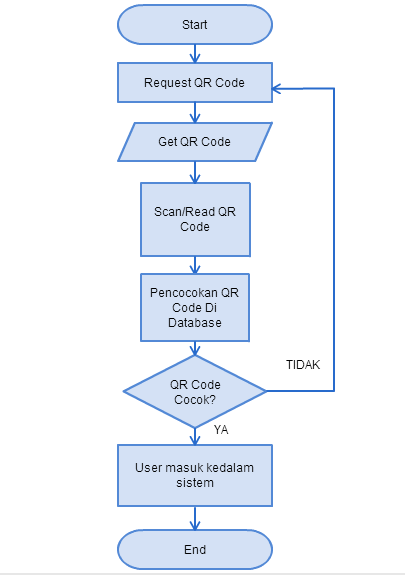 Start
Request QR Code
Get QR Code
Scan/Read QR
Code
Pencocokan QR
Code Di
Database
QR Code
Cocok?
TIDAK
YA
User masuk kedalam
sistem
End